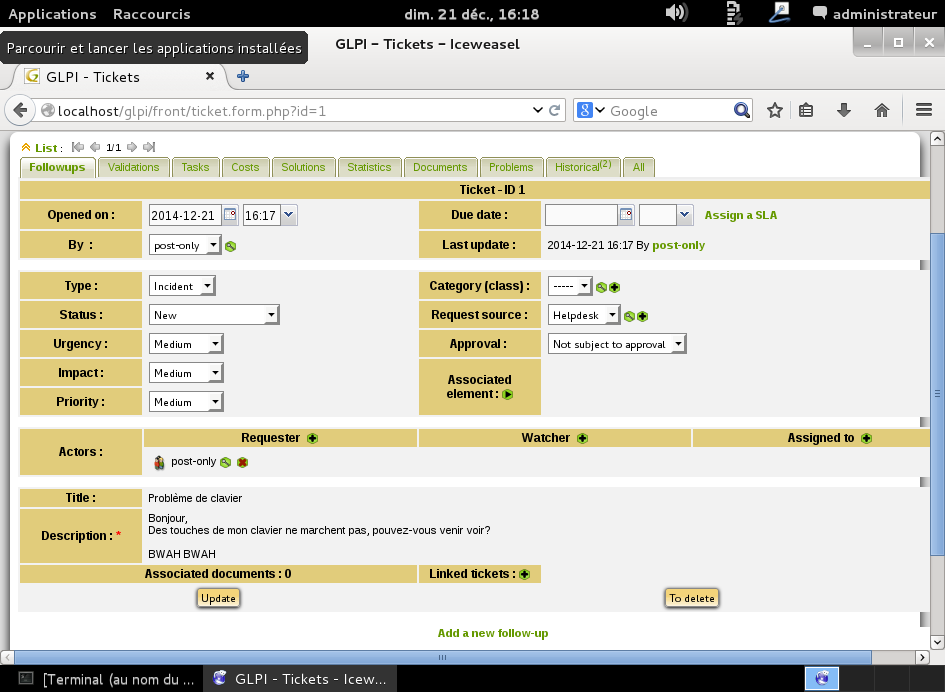 Applications Raccourcis dim. 21 déc., 16:18 administrateur
Parcourir et lancer les applications installées
GLPI - Tickets - Iceweasel
GLPI - Tickets
localhost/glpi/front/ticket.form.php?id=1
Google
List : 1/1
Followups Validations Tasks Costs Solutions Statistics Documents Problems Historical(2) All
Ticket - ID 1
Opened on : 2014-12-21 16:17 Due date : Assign a SLA
By : post-only Last update : 2014-12-21 16:17 By post-only
Type : Incident Category (class) : -----
Status : New Request source : Helpdesk
Urgency : Medium Approval : Not subject to approval
Impact : Medium Associated element :
Priority : Medium
Actors : Requester Watcher Assigned to
post-only
Title : Problème de clavier
Description : * Bonjour,
Des touches de mon clavier ne marchent pas, pouvez-vous venir voir?
BWAH BWAH
Associated documents : 0 Linked tickets :
Update To delete
Add a new follow-up
[Terminal (au nom du ... GLPI - Tickets - Icew...